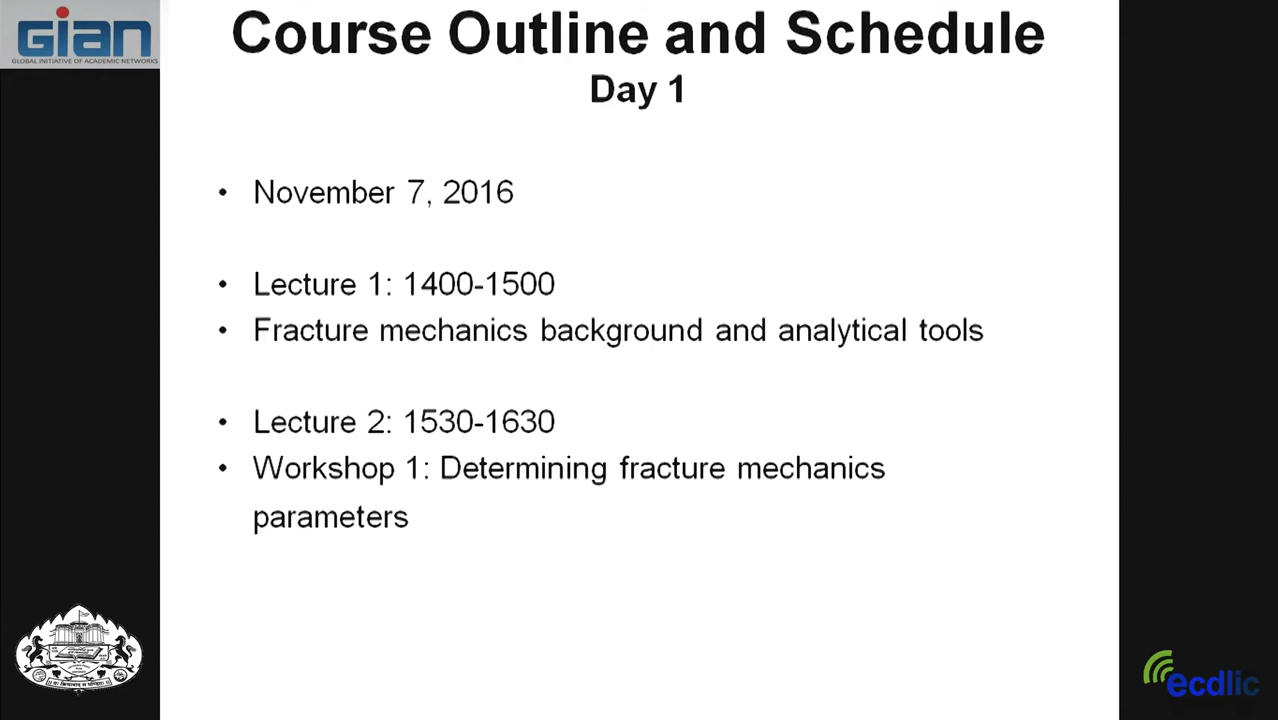 GIAN
GLOBAL INITIATIVE OF ACADEMIC NETWORKS
Course Outline and Schedule
Day 1
• November 7, 2016
• Lecture 1: 1400-1500
• Fracture mechanics background and analytical tools
• Lecture 2: 1530-1630
• Workshop 1: Determining fracture mechanics
parameters
ecdlic